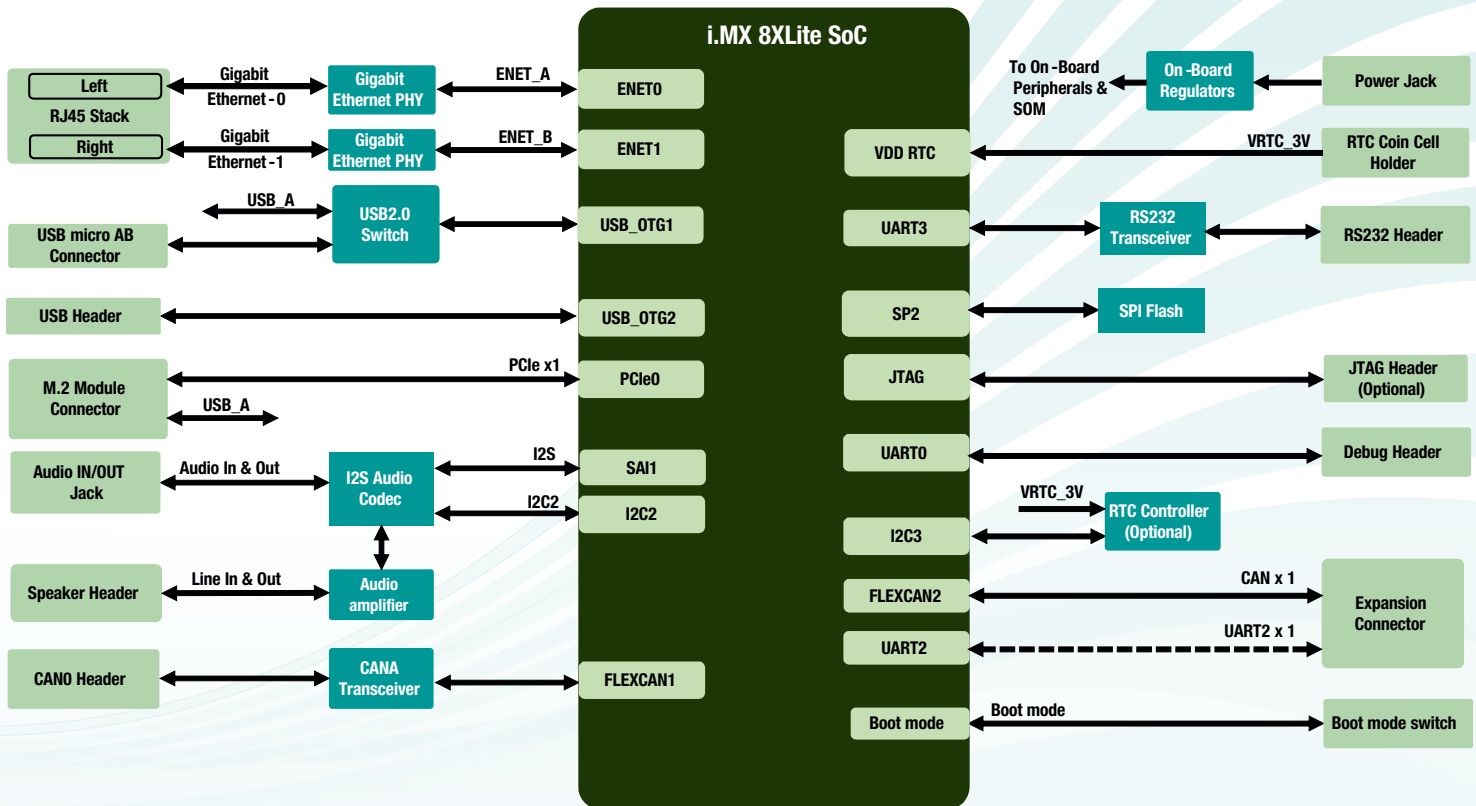 i.MX 8XLite SoC
Left
RJ45 Stack
Right
Gigabit
Ethernet-0
Gigabit
Ethernet-1
Gigabit
Ethernet PHY
Gigabit
Ethernet PHY
ENET_A
ENET_B
ENET0
ENET1
USB_A
USB micro AB
Connector
USB2.0
Switch
USB_OTG1
USB Header
USB_OTG2
M.2 Module
Connector
PCIe x1
USB_A
PCIe0
Audio IN/OUT
Jack
Audio In & Out
I2S Audio
Codec
I2S
I2C2
SAI1
I2C2
Speaker Header
Line In & Out
Audio
amplifier
CAN0 Header
CANA
Transceiver
FLEXCAN1
To On-Board
Peripherals &
SOM
On-Board
Regulators
Power Jack
VDD RTC
VRTC_3V
RTC Coin Cell
Holder
UART3
RS232
Transceiver
RS232 Header
SP2
SPI Flash
JTAG
JTAG Header
(Optional)
UART0
Debug Header
VRTC_3V
I2C3
RTC Controller
(Optional)
FLEXCAN2
CAN x 1
UART2
UART2 x 1
Expansion
Connector
Boot mode
Boot mode
Boot mode switch